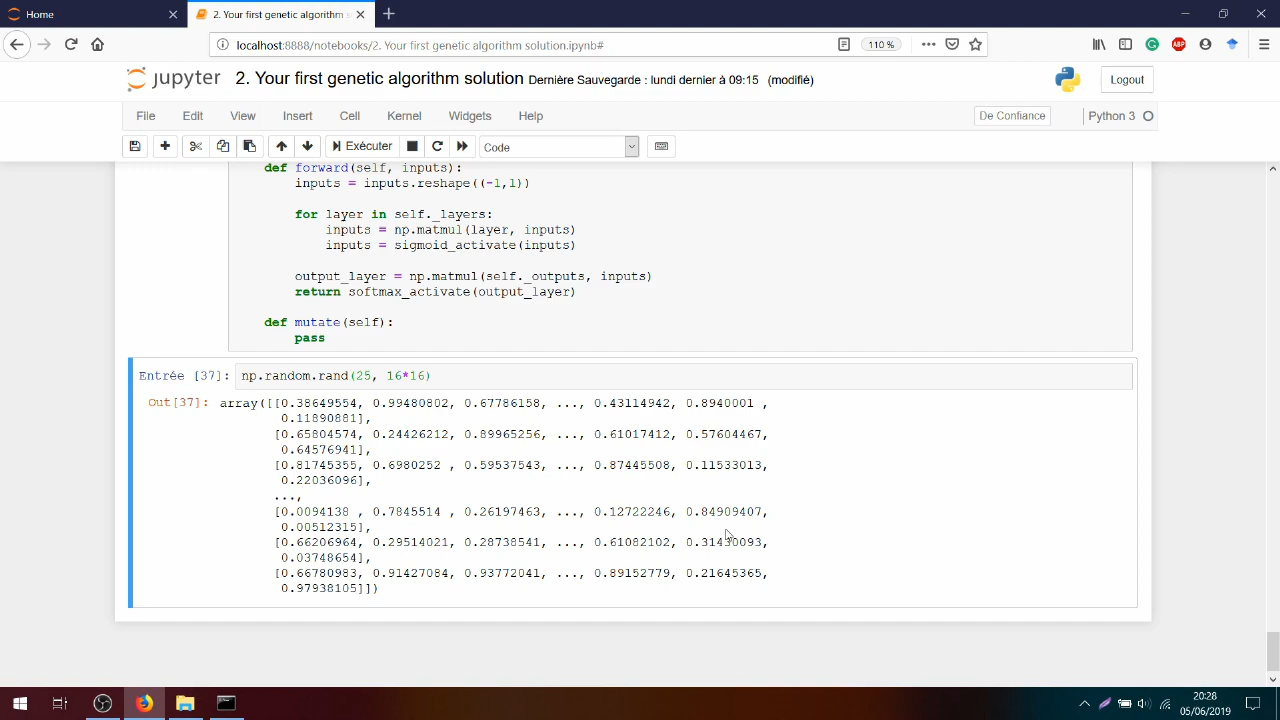 Home
2. Your first genetic algorithm s
localhost:8888/notebooks/2. Your first genetic algorithm solution.ipynb#
110 %
ABP
jupyter
2. Your first genetic algorithm solution Dernière Sauvegarde : lundi dernier à 09:15 (modifié)
Logout
File Edit View Insert Cell Kernel Widgets Help
De Confiance
Python 3
Exécuter
Code
def forward(self, inputs):
inputs = inputs.reshape((-1,1))
for layer in self._layers:
inputs = np.matmul(layer, inputs)
inputs = sigmoid_activate(inputs)
output_layer = np.matmul(self._outputs, inputs)
return softmax_activate(output_layer)
def mutate(self):
pass
Entrée [37]: np.random.rand(25, 16*16)
Out[37]: array([[0.38649554, 0.99480802, 0.67786158, ..., 0.43114942, 0.8940001 ,
0.11890881],
[0.65804574, 0.24426212, 0.89965256, ..., 0.61017412, 0.57604467,
0.64576941],
[0.81745355, 0.6980252 , 0.59537543, ..., 0.87445508, 0.11533013,
0.22036096],
...,
[0.0094138 , 0.7845514 , 0.26197463, ..., 0.12722246, 0.84909407,
0.00512315],
[0.66206964, 0.29514021, 0.28738541, ..., 0.61082102, 0.31430093,
0.03748654],
[0.66780983, 0.91427084, 0.93772041, ..., 0.89152779, 0.21645365,
0.97938105]])
20:28
05/06/2019